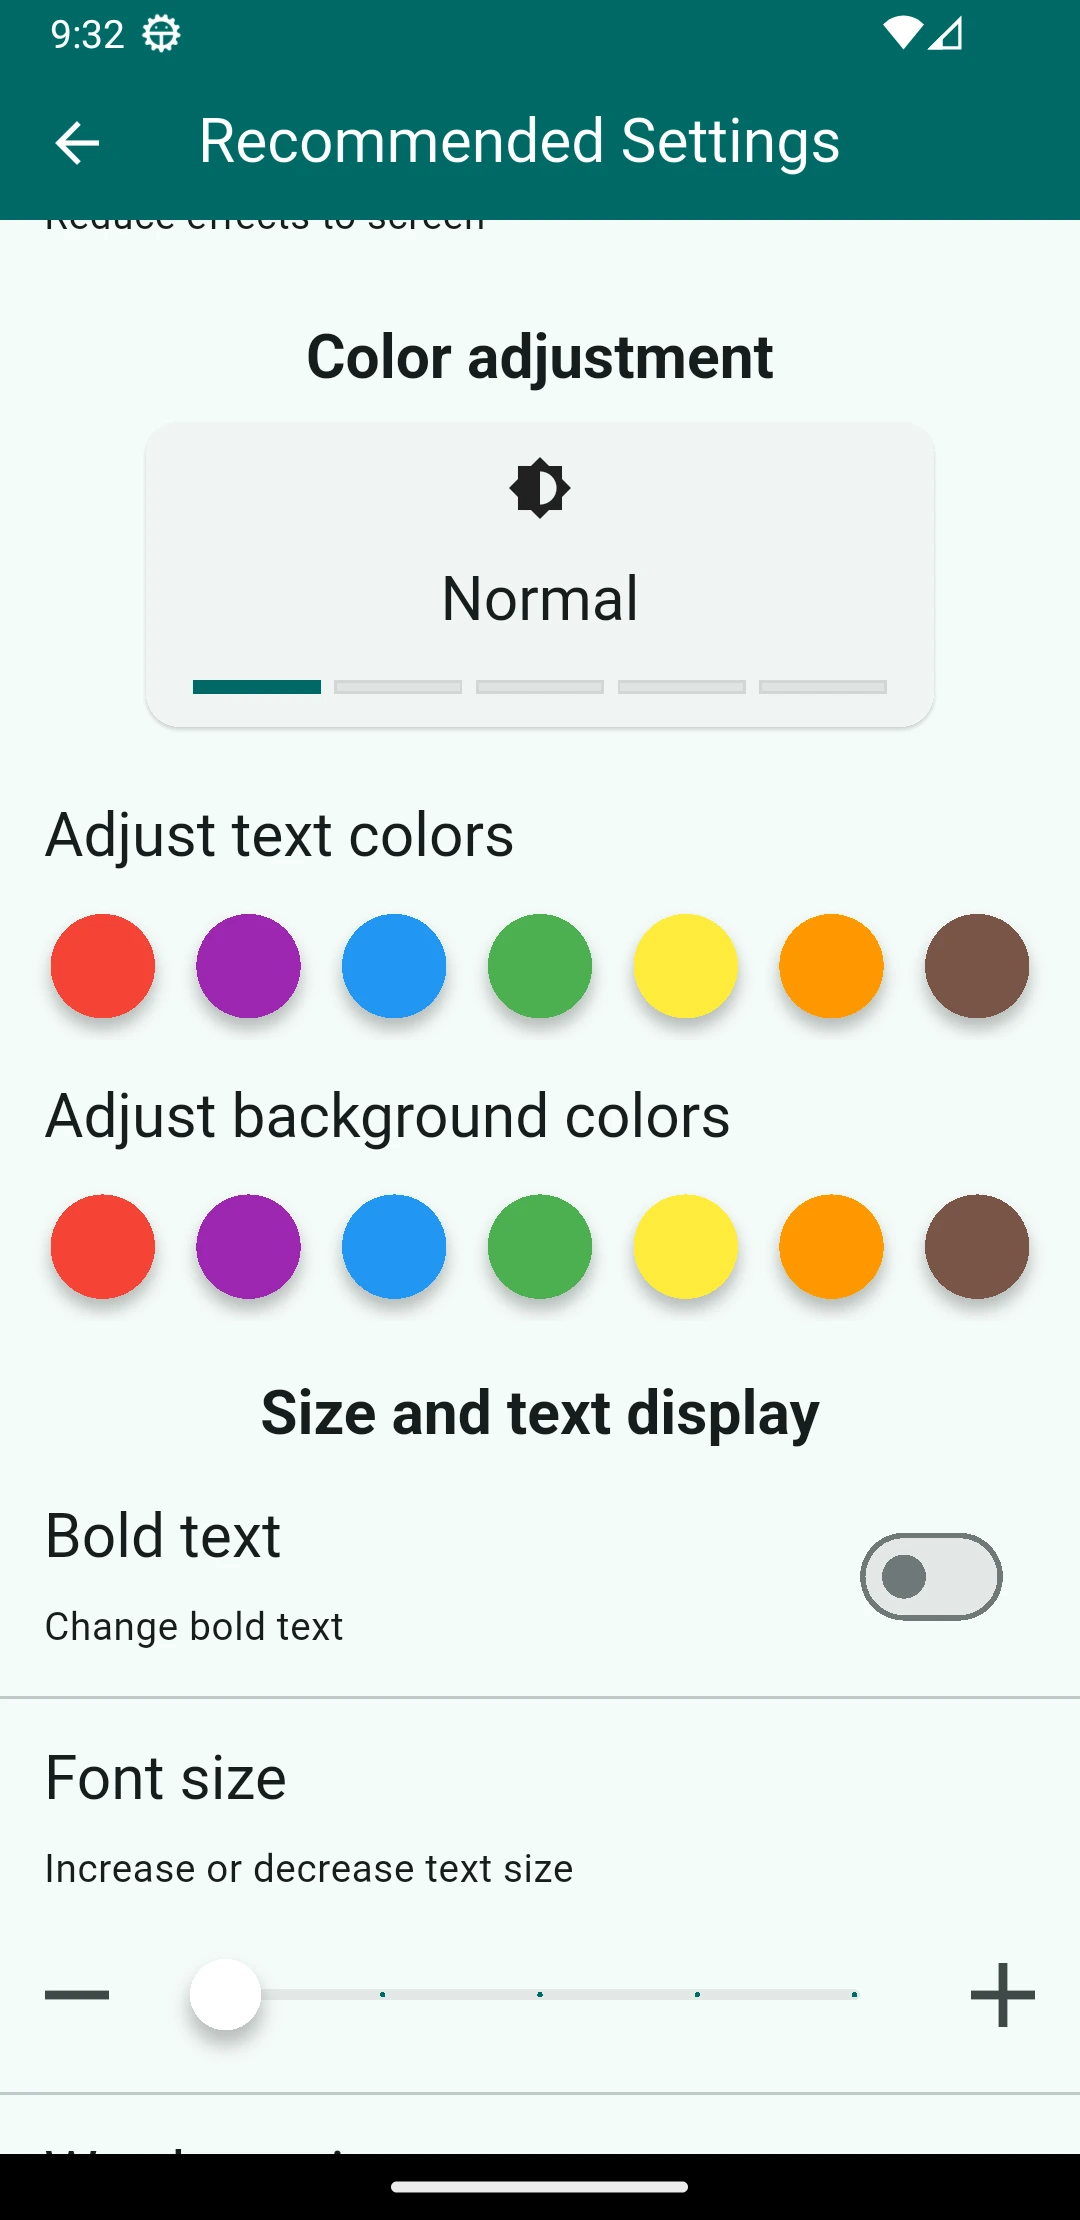 9:32
Recommended Settings
Reduce effects to screen
Color adjustment
Normal
Adjust text colors
Adjust background colors
Size and text display
Bold text
Change bold text
Font size
Increase or decrease text size